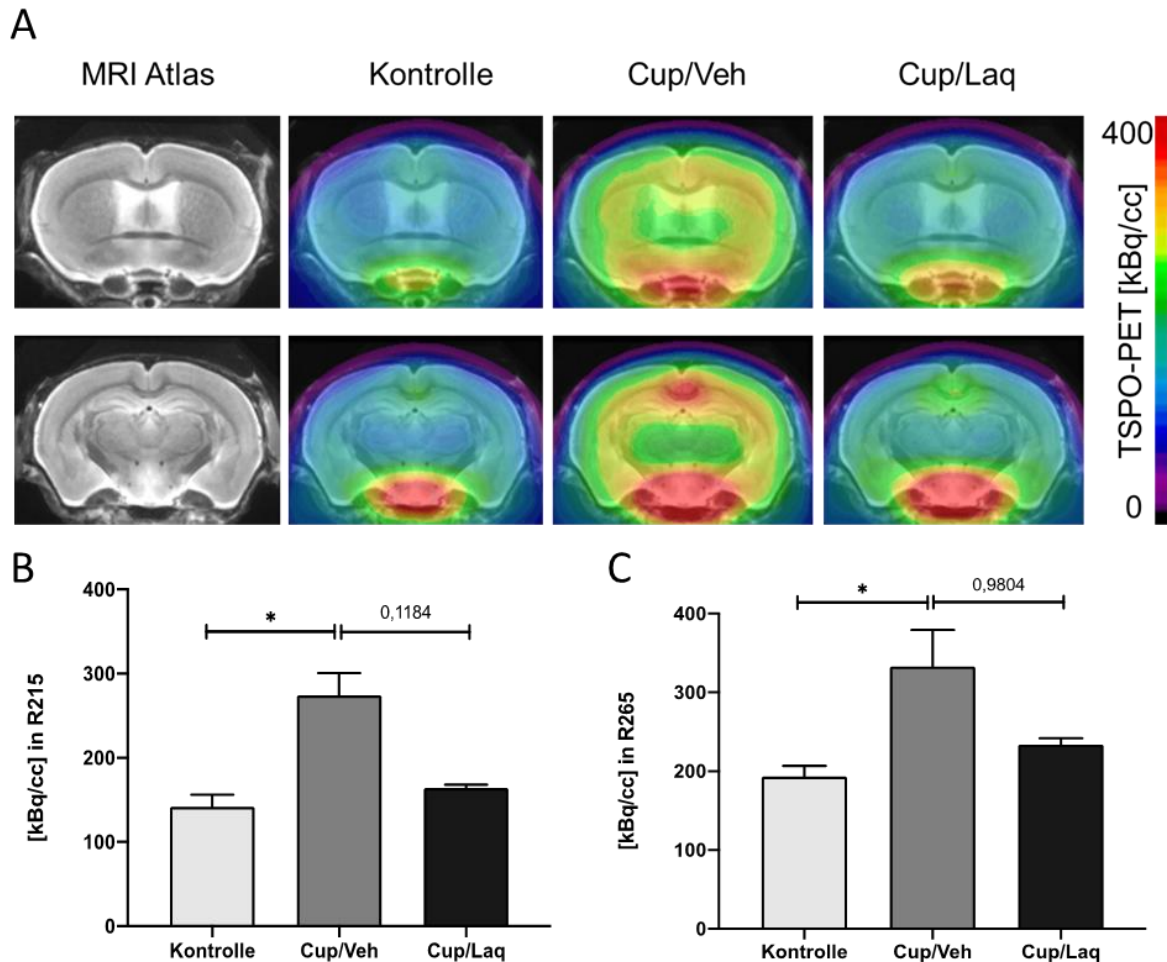 A
MRI Atlas
Kontrolle
Cup/Veh
Cup/Laq
400
TSPO-PET [kBq/cc]
0
B
400
300
200
100
0
[kBq/cc] in R215
*
0,1184
Kontrolle
Cup/Veh
Cup/Laq
C
400
300
200
100
0
[kBq/cc] in R265
*
0,9804
Kontrolle
Cup/Veh
Cup/Laq